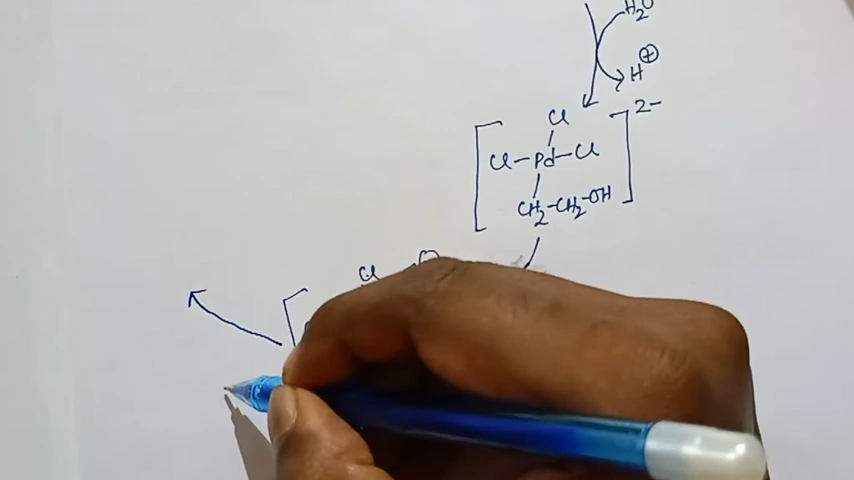 H2O
H⊕
2-
Cl
Cl-Pd-Cl
CH2-CH2-OH
Cl